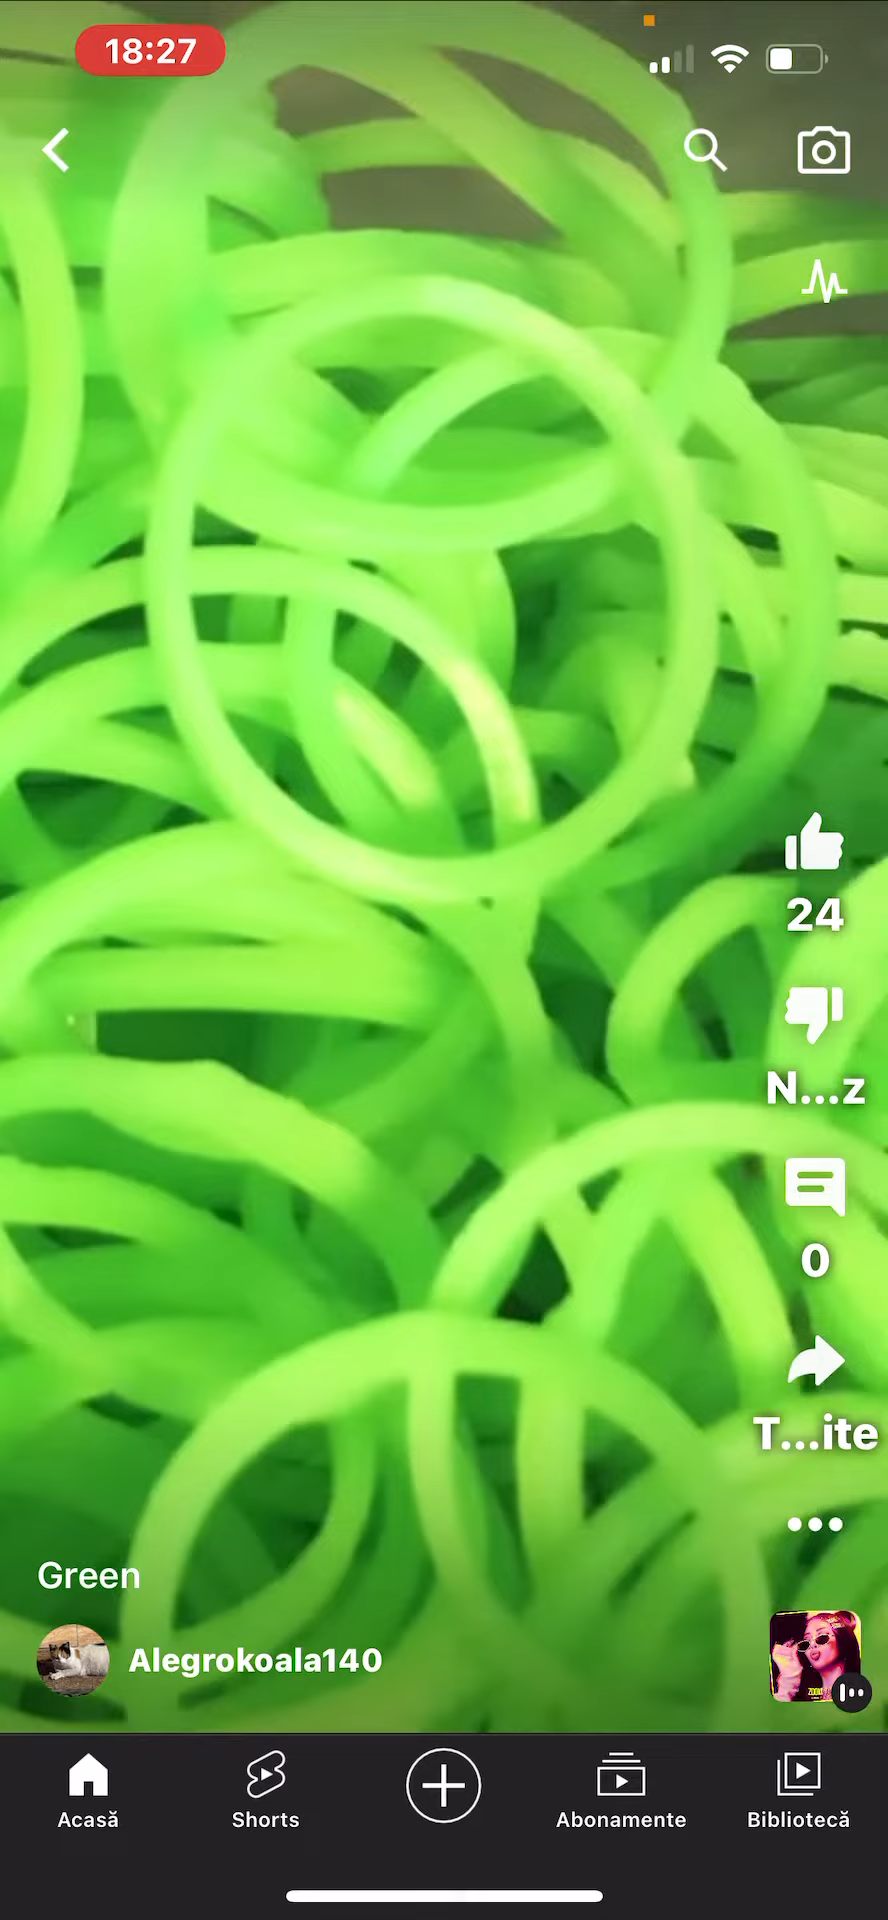 18:27
24
N...z
0
T...ite
Green
Alegrokoala140
Acasă
Shorts
Abonamente
Bibliotecă